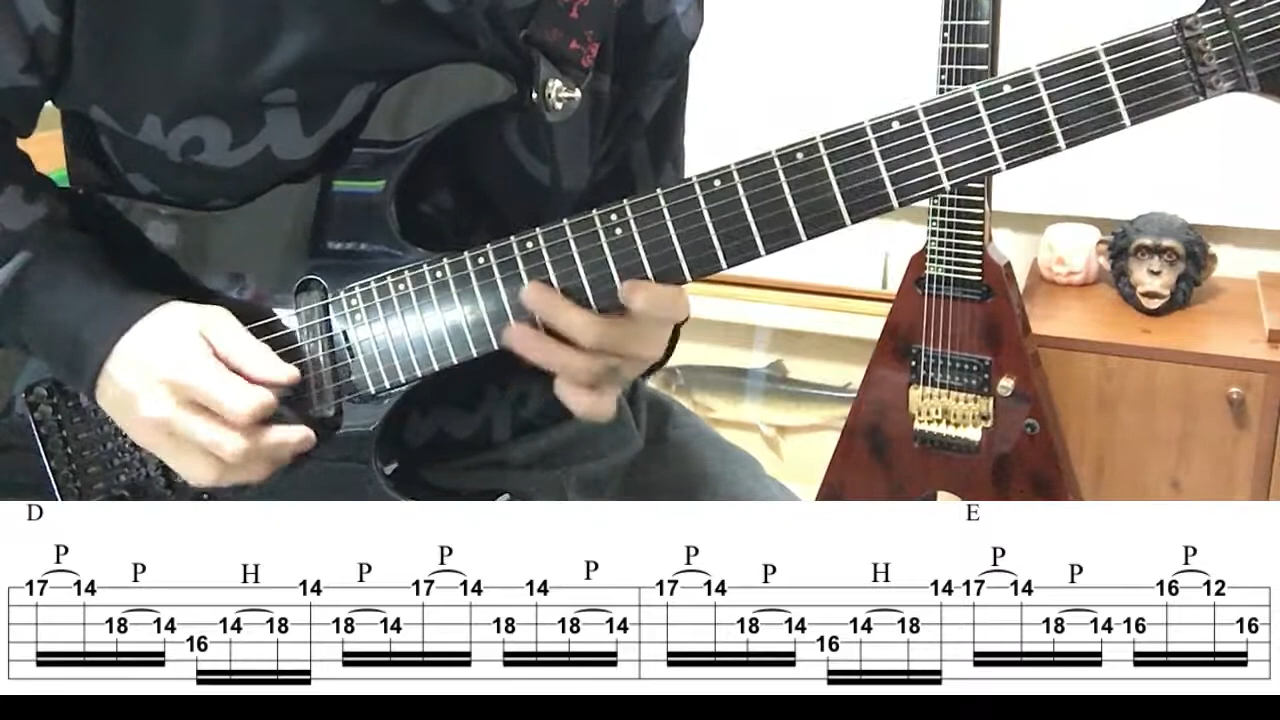 D E
P P P P
P H P P P H P
17 14 14 17 14 14 17 14 14 17 14 16 12
18 14 14 18 18 14 18 18 14 18 14 14 18 18 14 16 16
16 16